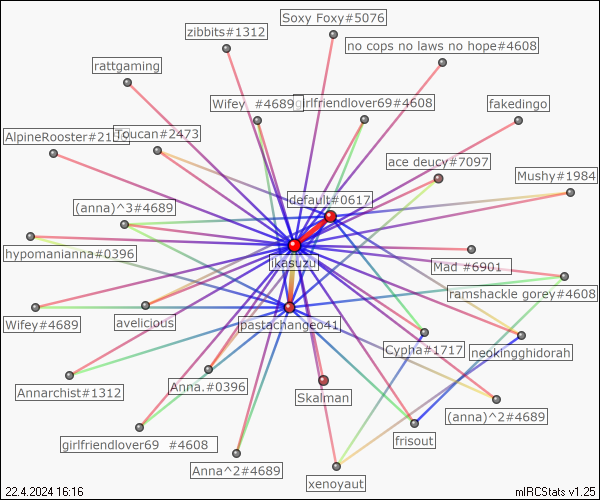 Soxy Foxy#5076
zibbits#1312
no cops no laws no hope#4608
rattgaming
Wifey #4689
girlfriendlover69#4608
fakedingo
AlpineRooster#21
Toucan#2473
ace deucy#7097
Mushy#1984
(anna)^3#4689
default#0617
hypomanianna#0396
ikasuzu
Mad #6901
ramshackle gorey#4608
Wifey#4689
avelicious
pastachangeo41
Cypha#1717
neokingghidorah
Annarchist#1312
Anna.#0396
Skalman
(anna)^2#4689
girlfriendlover69 #4608
frisout
Anna^2#4689
xenoyaut
22.4.2024 16:16
mIRCStats v1.25